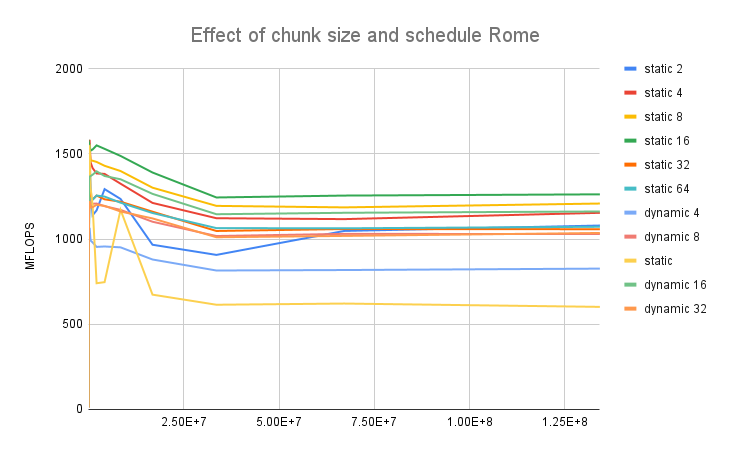 Effect of chunk size and schedule Rome
2000
1500
1000
500
0
MFLOPS
2.50E+7
5.00E+7
7.50E+7
1.00E+8
1.25E+8
static 2
static 4
static 8
static 16
static 32
static 64
dynamic 4
dynamic 8
static
dynamic 16
dynamic 32